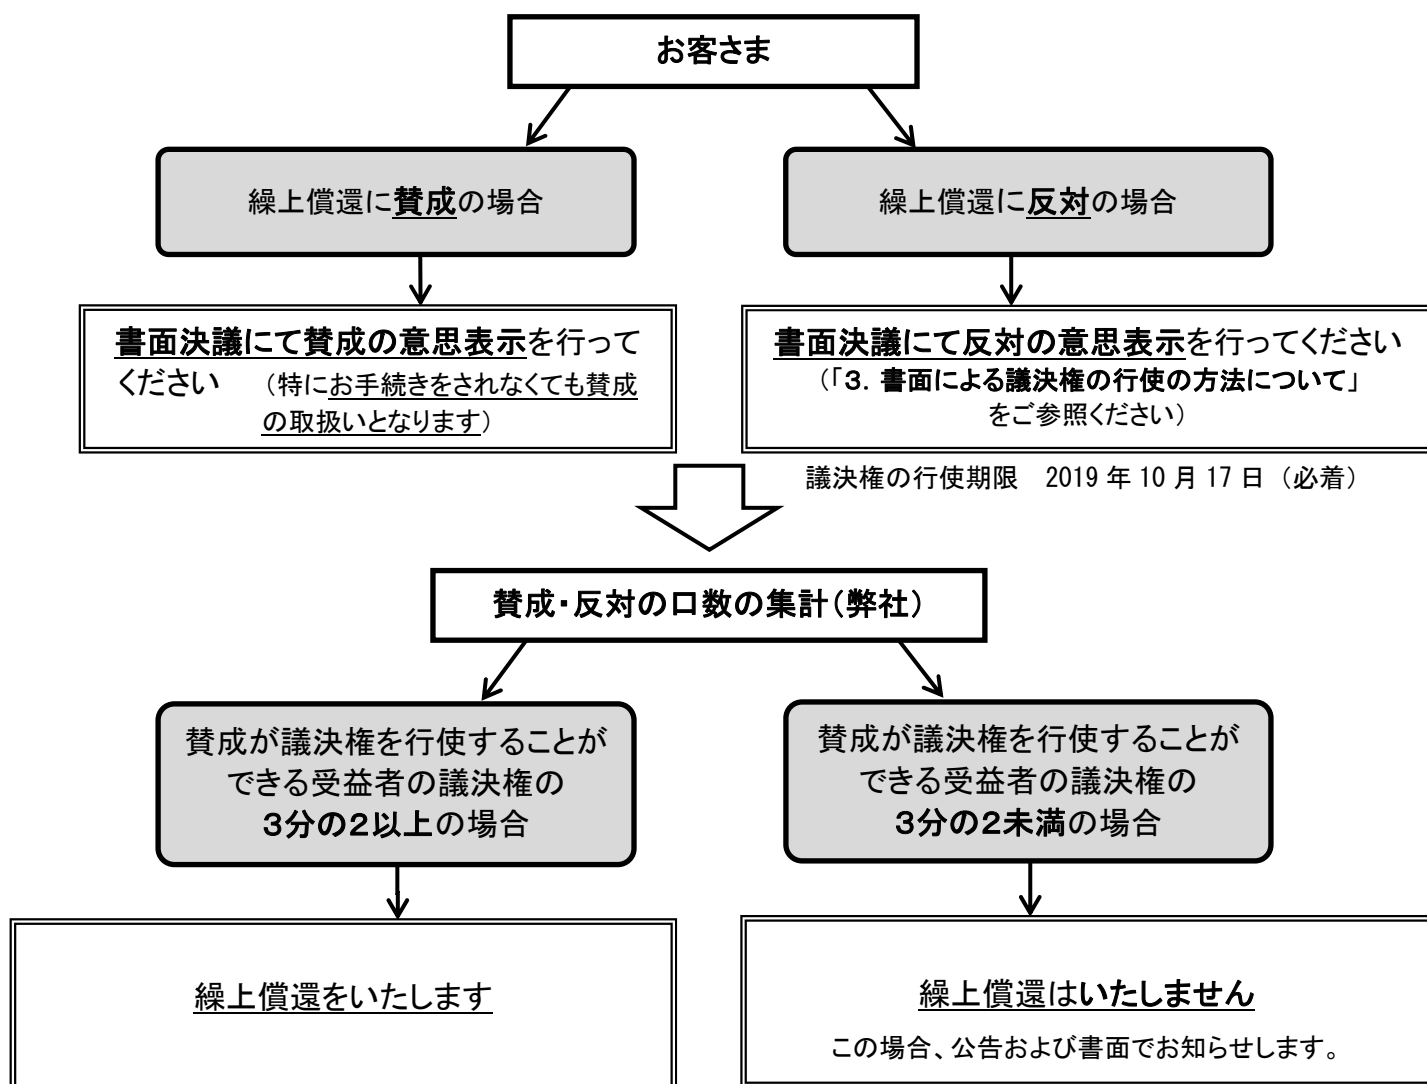 お客さま
繰上償還に賛成の場合
繰上償還に反対の場合
書面決議にて賛成の意思表示を行って
ください　（特にお手続きをされなくても賛成
の取扱いとなります）
書面決議にて反対の意思表示を行ってください
（「３．書面による議決権の行使の方法について」
をご参照ください）
議決権の行使期限　2019 年 10 月 17 日 （必着）
賛成・反対の口数の集計（弊社）
賛成が議決権を行使することが
できる受益者の議決権の
３分の２以上の場合
賛成が議決権を行使することが
できる受益者の議決権の
３分の２未満の場合
繰上償還をいたします
繰上償還はいたしません
この場合、公告および書面でお知らせします。